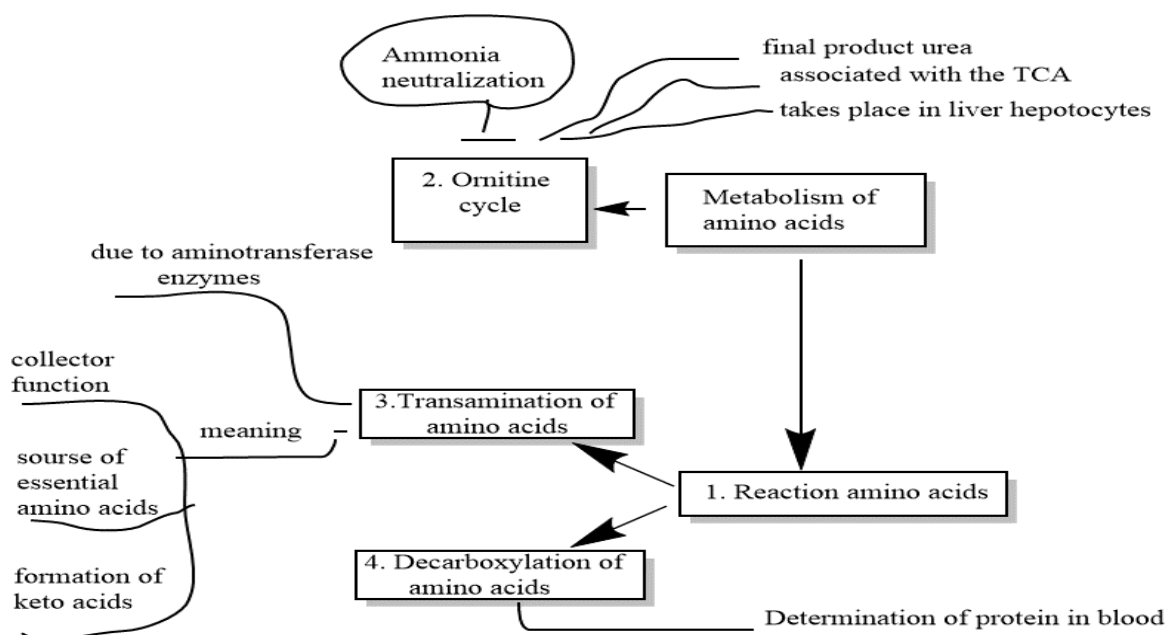 Ammonia
neutralization
final product urea
associated with the TCA
takes place in liver hepotocytes
2. Ornitine
cycle
Metabolism of
amino acids
due to aminotransferase
enzymes
collector
function
3.Transamination of
amino acids
meaning
sourse of
essential
amino acids
1. Reaction amino acids
4. Decarboxylation of
amino acids
formation of
keto acids
Determination of protein in blood